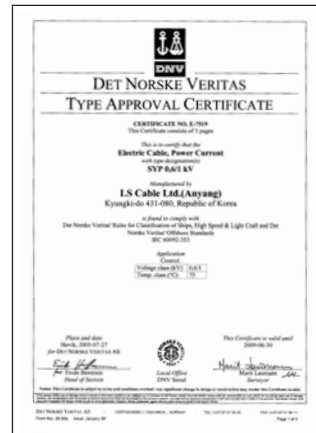 DNV
DET NORSKE VERITAS
TYPE APPROVAL CERTIFICATE
CERTIFICATE NO. E-7519
This Certificate consists of 3 pages
This is to certify that the
Electric Cable, Power Current
with type designation(s)
SYP 0,6/1 kV
Manufactured by
LS Cable Ltd.(Anyang)
Kyungki-do 431-080, Republic of Korea
is found to comply with
Det Norske Veritas' Rules for Classification of Ships, High Speed & Light Craft and Det
Norske Veritas' Offshore Standards
IEC 60092-353
Application
Control.
Voltage class (kV) 0,6/1
Temp. class (°C) 75
Place and date
Høvik, 2005-07-27
for DET NORSKE VERITAS AS
This Certificate is valid until
2009-06-30
Head of Section
Local Office
DNV Seoul
Marit Laumann
Surveyor
DET NORSKE VERITAS AS
Page 1 of 3